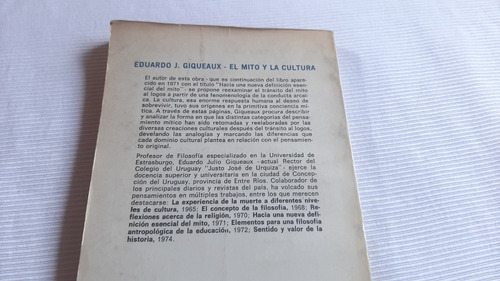 EDUARDO J. GIQUEAUX - EL MITO Y LA CULTURA
El autor de esta obra - que es continuación del libro apare-
cido en 1971 con el título "Hacia una nueva definición esen-
cial del mito" - se propone reexaminar el tránsito del mito
al logos a partir de una fenomenología de la conducta arcai-
ca. La cultura, esa enorme respuesta humana al deseo de so-
brevivir, tuvo sus orígenes en la primitiva conciencia mí-
tica. A través de estas páginas, Giqueaux procura describir
y analizar la forma en que las distintas categorías del pensa-
miento mítico han sido retomadas y reelaboradas por las
diversas creaciones culturales después del tránsito al logos,
develando las analogías y marcando las diferencias que
cada dominio cultural plantea en relación con el pensami-
ento original.
Profesor de Filosofía especializado en la Universidad de
Estrasburgo, Eduardo Julio Giqueaux - actual Rector del
Colegio del Uruguay "Justo José de Urquiza" - ejerce la
docencia superior y universitaria en la ciudad de Concep-
ción del Uruguay, provincia de Entre Ríos. Colaborador de
los principales diarios y revistas del país, ha volcado sus
pensamientos en múltiples trabajos, entre los que merecen
destacarse: La experiencia de la muerte a diferentes nive-
les de cultura, 1965; El concepto de la filosofía, 1968; Re-
flexiones acerca de la religión, 1970; Hacia una nueva defi-
nición esencial del mito, 1971; Elementos para una filosofía
antropológica de la educación, 1972; Sentido y valor de la
historia, 1974.